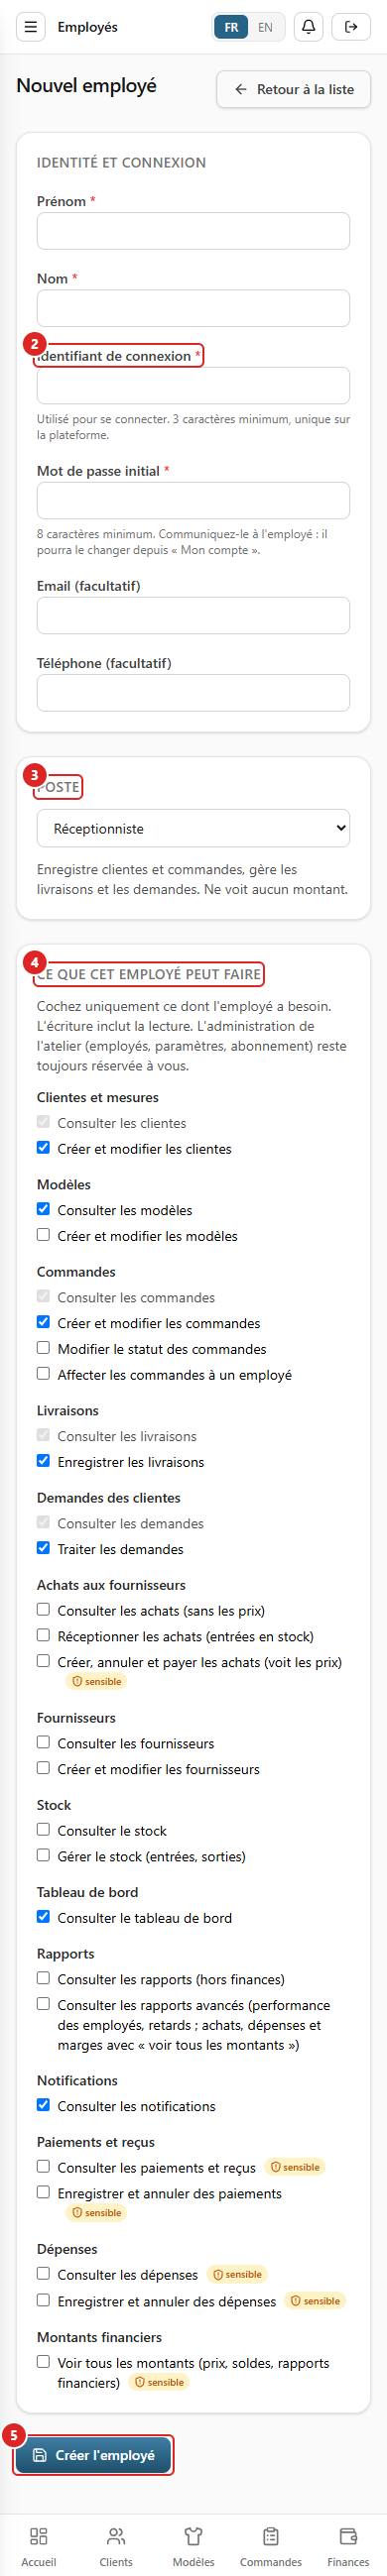 Employés
FR
EN
Nouvel employé
Retour à la liste
IDENTITÉ ET CONNEXION
Prénom *
Nom *
2
Identifiant de connexion *
Utilisé pour se connecter. 3 caractères minimum, unique sur
la plateforme.
Mot de passe initial *
8 caractères minimum. Communiquez-le à l'employé : il
pourra le changer depuis « Mon compte ».
Email (facultatif)
Téléphone (facultatif)
3
POSTE
Réceptionniste
Enregistre clientes et commandes, gère les
livraisons et les demandes. Ne voit aucun montant.
4
CE QUE CET EMPLOYÉ PEUT FAIRE
Cochez uniquement ce dont l'employé a besoin.
L'écriture inclut la lecture. L'administration de
l'atelier (employés, paramètres, abonnement) reste
toujours réservée à vous.
Clientes et mesures
Consulter les clientes
Créer et modifier les clientes
Modèles
Consulter les modèles
Créer et modifier les modèles
Commandes
Consulter les commandes
Créer et modifier les commandes
Modifier le statut des commandes
Affecter les commandes à un employé
Livraisons
Consulter les livraisons
Enregistrer les livraisons
Demandes des clientes
Consulter les demandes
Traiter les demandes
Achats aux fournisseurs
Consulter les achats (sans les prix)
Réceptionner les achats (entrées en stock)
Créer, annuler et payer les achats (voit les prix)
sensible
Fournisseurs
Consulter les fournisseurs
Créer et modifier les fournisseurs
Stock
Consulter le stock
Gérer le stock (entrées, sorties)
Tableau de bord
Consulter le tableau de bord
Rapports
Consulter les rapports (hors finances)
Consulter les rapports avancés (performance
des employés, retards ; achats, dépenses et
marges avec « voir tous les montants »)
Notifications
Consulter les notifications
Paiements et reçus
Consulter les paiements et reçus sensible
Enregistrer et annuler des paiements
sensible
Dépenses
Consulter les dépenses sensible
Enregistrer et annuler des dépenses sensible
Montants financiers
Voir tous les montants (prix, soldes, rapports
financiers) sensible
5
Créer l'employé
Accueil
Clients
Modèles
Commandes
Finances